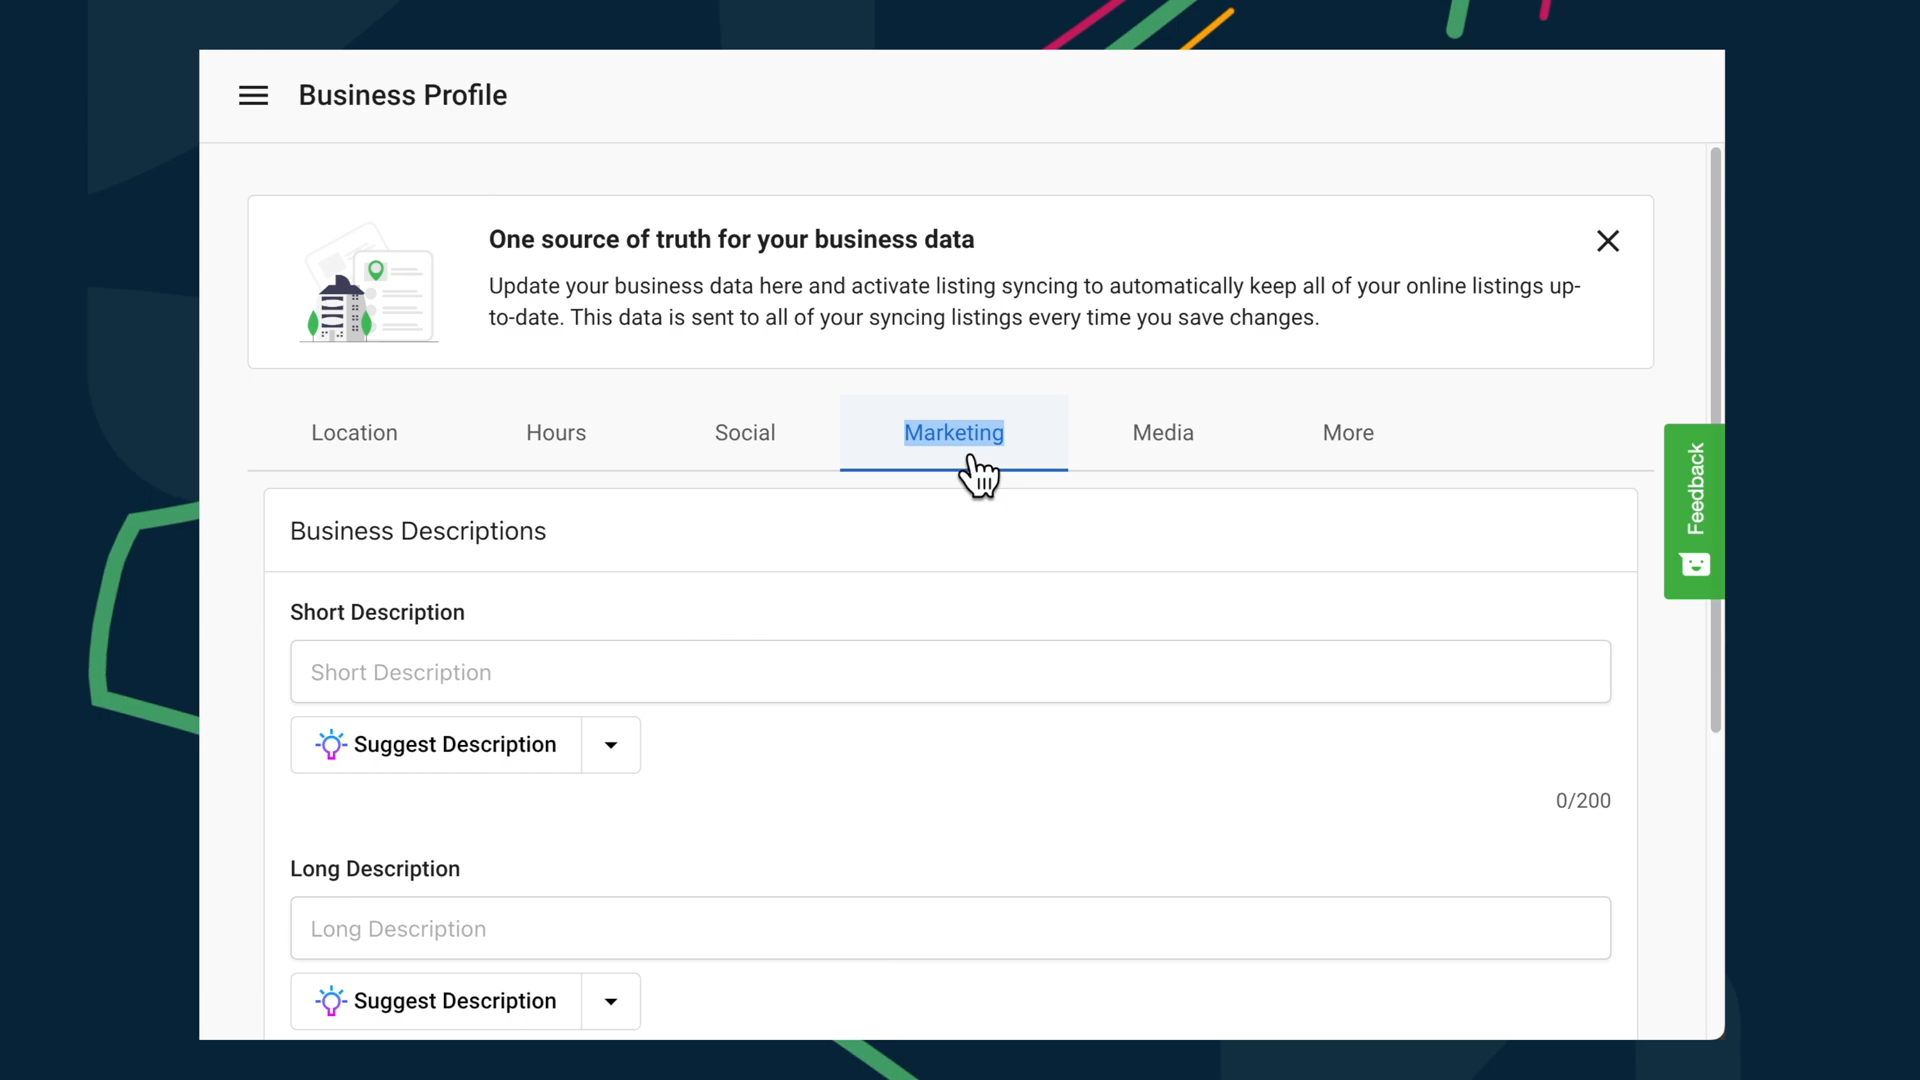 Business Profile
One source of truth for your business data
Update your business data here and activate listing syncing to automatically keep all of your online listings up-
to-date. This data is sent to all of your syncing listings every time you save changes.
Location
Hours
Social
Marketing
Media
More
Feedback
Business Descriptions
Short Description
Short Description
Suggest Description
0/200
Long Description
Long Description
Suggest Description